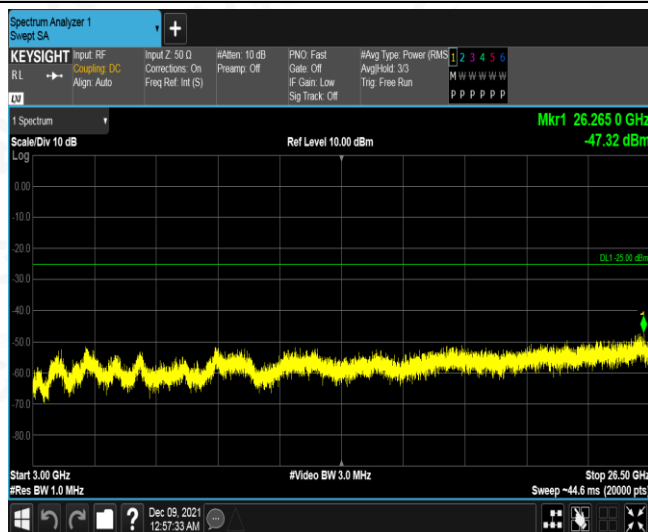 Spectrum Analyzer 1
Swept SA
+
KEYSIGHT
RL
LXI
Input: RF
Coupling: DC
Align: Auto
Input Z: 50 Ω
Corrections: On
Freq Ref: Int (S)
#Atten: 10 dB
Preamp: Off
PNO: Fast
Gate: Off
IF Gain: Low
Sig Track: Off
#Avg Type: Power (RMS
Avg|Hold: 3/3
Trig: Free Run
1 2 3 4 5 6
M W W W W W
P P P P P P
1 Spectrum
Scale/Div 10 dB
Ref Level 10.00 dBm
Mkr1 26.265 0 GHz
-47.32 dBm
Log
0.00
-10.0
-20.0
DL1 -25.00 dBm
-30.0
-40.0
-50.0
-60.0
-70.0
-80.0
Start 3.00 GHz
#Video BW 3.0 MHz
Stop 26.50 GHz
#Res BW 1.0 MHz
Sweep ~44.6 ms (20000 pts)
?
Dec 09, 2021
12:57:33 AM